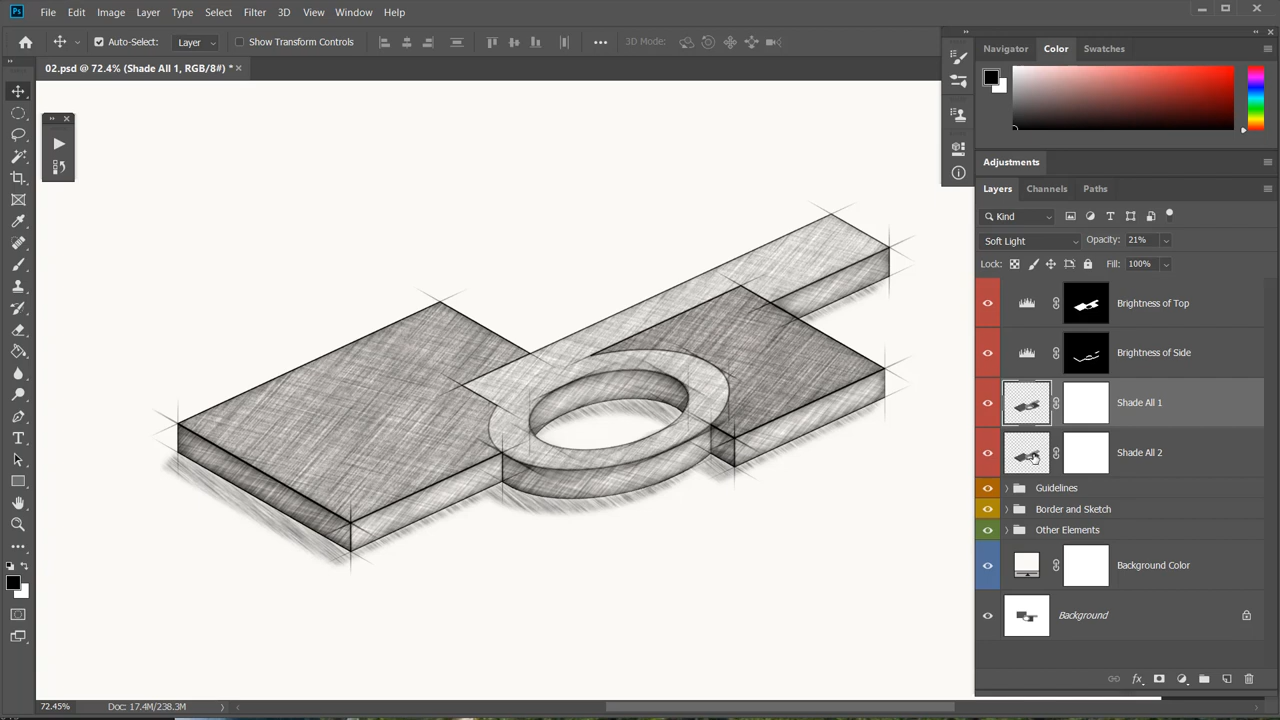 Ps File Edit Image Layer Type Select Filter 3D View Window Help
Auto-Select: Layer Show Transform Controls 3D Mode:
02.psd @ 72.4% (Shade All 1, RGB/8#) *
Navigator Color Swatches
Adjustments
Layers Channels Paths
Kind
Soft Light Opacity: 21%
Lock: Fill: 100%
Brightness of Top
Brightness of Side
Shade All 1
Shade All 2
Guidelines
Border and Sketch
Other Elements
Background Color
Background
72.45% Doc: 17.4M/238.3M